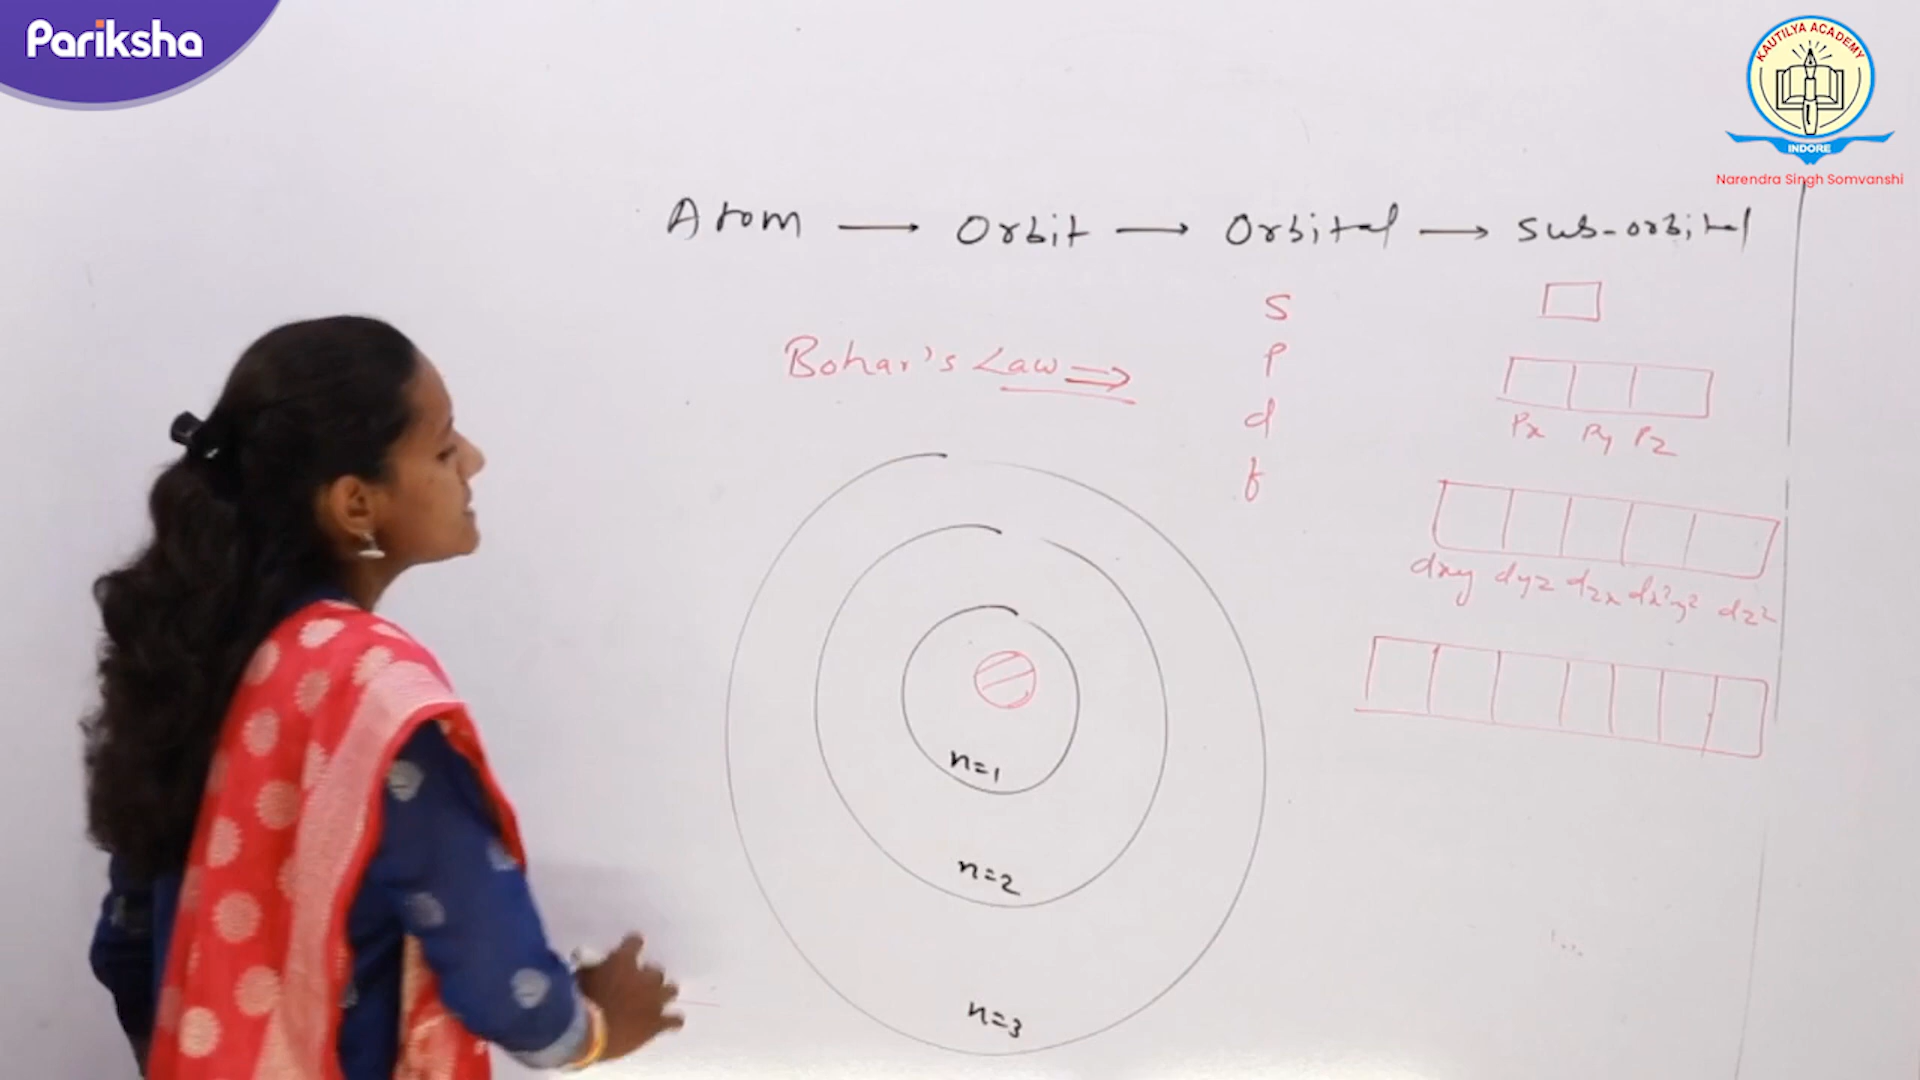 Pariksha
KAUTILYA ACADEMY
INDORE
Narendra Singh Somvanshi
Atom → Orbit → Orbital → Sub-orbital
Bohar's Law ⇒
s
p
d
f
Px Py Pz
dxy dyz dzx dx²y² dz²
n=1
n=2
n=3